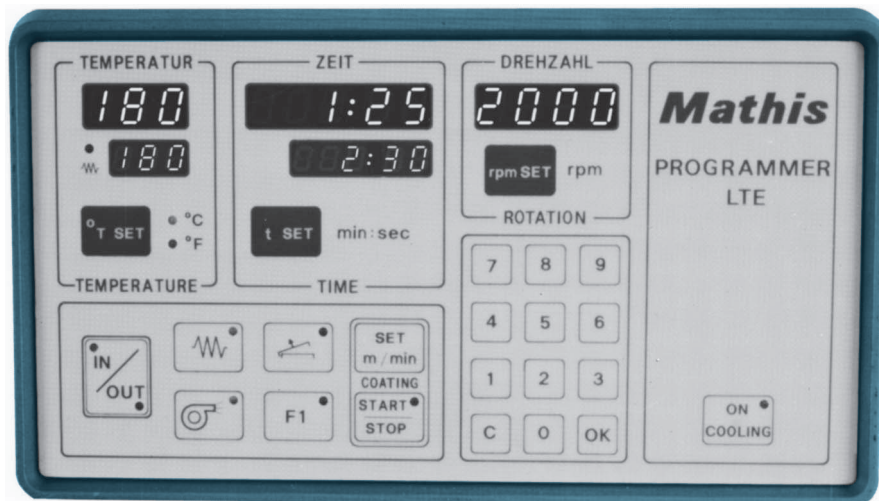 TEMPERATUR
180
180
°T SET
°C
°F
TEMPERATURE
ZEIT
1:25
2:30
t SET
min:sec
TIME
DREHZAHL
2000
rpm SET
rpm
ROTATION
Mathis
PROGRAMMER
LTE
IN
OUT
F1
SET
m/min
COATING
START
STOP
7 8 9
4 5 6
1 2 3
C 0 OK
ON
COOLING